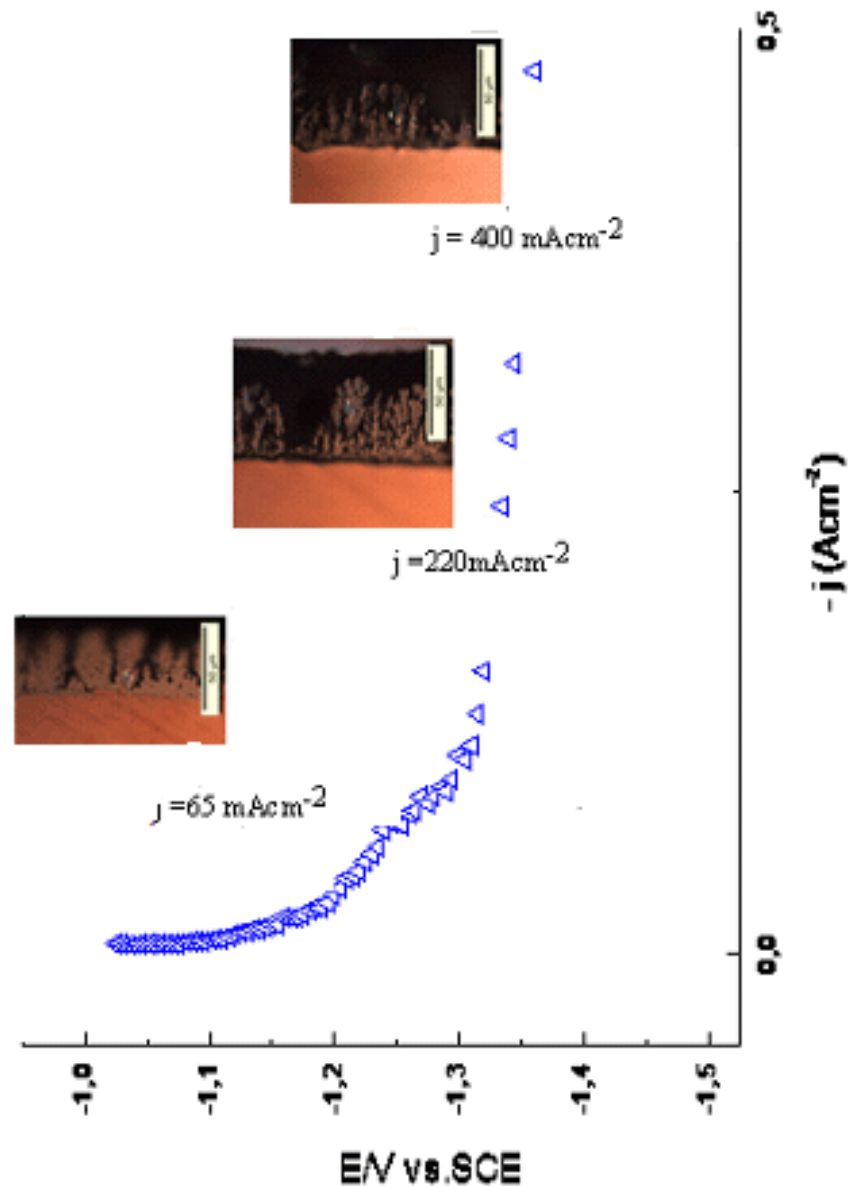 0,5
j = 400 mAcm-2
j =220mAcm-2
- j (Acm-2)
j =65 mAcm-2
0,0
-1,0
-1,1
-1,2
-1,3
-1,4
-1,5
E/V vs.SCE